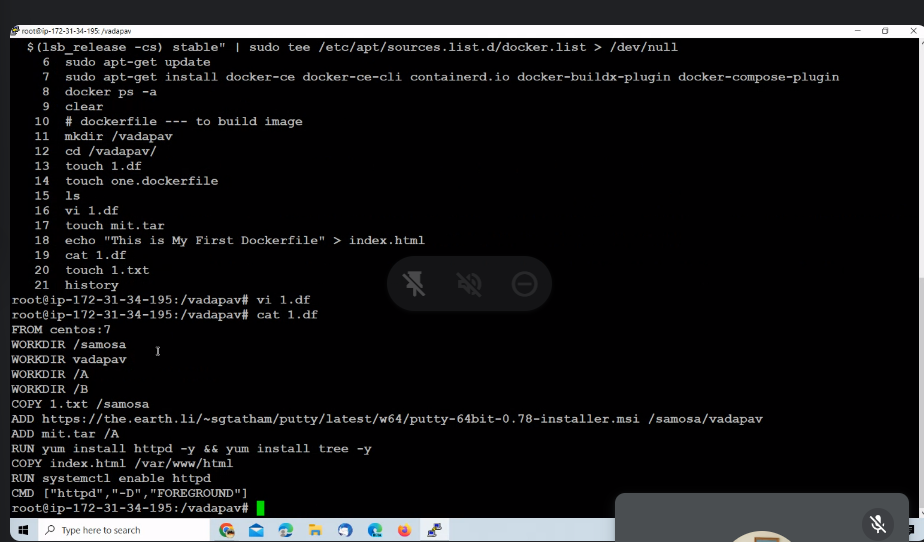 root@ip-172-31-34-195: /vadapav
$(lsb_release -cs) stable" | sudo tee /etc/apt/sources.list.d/docker.list > /dev/null
6 sudo apt-get update
7 sudo apt-get install docker-ce docker-ce-cli containerd.io docker-buildx-plugin docker-compose-plugin
8 docker ps -a
9 clear
10 # dockerfile --- to build image
11 mkdir /vadapav
12 cd /vadapav/
13 touch 1.df
14 touch one.dockerfile
15 ls
16 vi 1.df
17 touch mit.tar
18 echo "This is My First Dockerfile" > index.html
19 cat 1.df
20 touch 1.txt
21 history
root@ip-172-31-34-195:/vadapav# vi 1.df
root@ip-172-31-34-195:/vadapav# cat 1.df
FROM centos:7
WORKDIR /samosa
WORKDIR vadapav
WORKDIR /A
WORKDIR /B
COPY 1.txt /samosa
ADD https://the.earth.li/~sgtatham/putty/latest/w64/putty-64bit-0.78-installer.msi /samosa/vadapav
ADD mit.tar /A
RUN yum install httpd -y && yum install tree -y
COPY index.html /var/www/html
RUN systemctl enable httpd
CMD ["httpd","-D","FOREGROUND"]
root@ip-172-31-34-195:/vadapav#
Type here to search